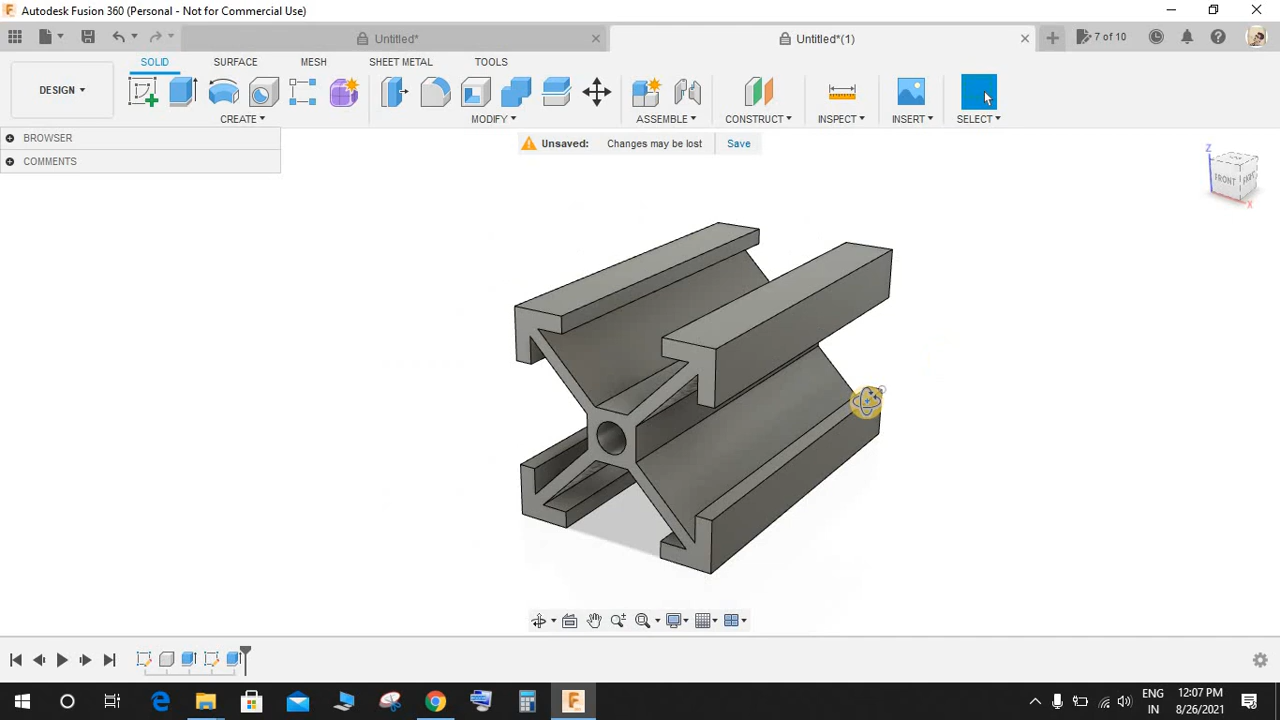 Autodesk Fusion 360 (Personal - Not for Commercial Use)
Untitled*
Untitled*(1)
7 of 10
SOLID
SURFACE
MESH
SHEET METAL
TOOLS
DESIGN
CREATE
MODIFY
ASSEMBLE
CONSTRUCT
INSPECT
INSERT
SELECT
BROWSER
COMMENTS
Unsaved: Changes may be lost Save
Z
FRONT
X
ENG
IN
12:07 PM
8/26/2021